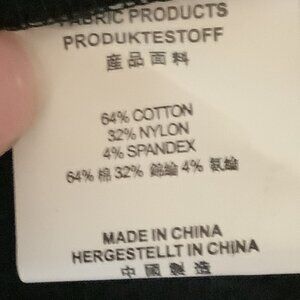 FABRIC PRODUCTS
PRODUKTESTOFF
産品面料
64% COTTON
32% NYLON
4% SPANDEX
64% 棉 32% 錦綸 4% 氨綸
MADE IN CHINA
HERGESTELLT IN CHINA
中國製造